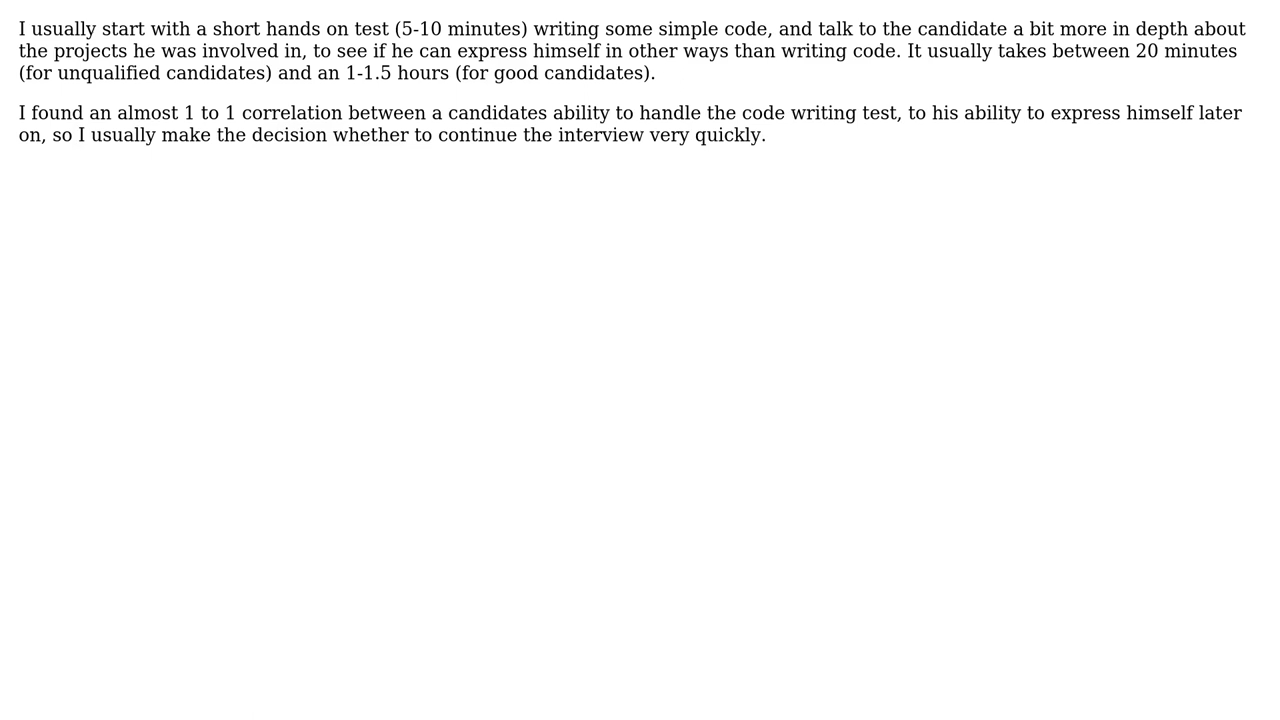 I usually start with a short hands on test (5-10 minutes) writing some simple code, and talk to the candidate a bit more in depth about
the projects he was involved in, to see if he can express himself in other ways than writing code. It usually takes between 20 minutes
(for unqualified candidates) and an 1-1.5 hours (for good candidates).
I found an almost 1 to 1 correlation between a candidates ability to handle the code writing test, to his ability to express himself later
on, so I usually make the decision whether to continue the interview very quickly.